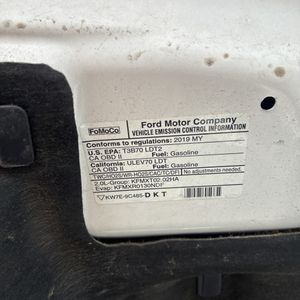 FoMoCo
Ford Motor Company
VEHICLE EMISSION CONTROL INFORMATION
Conforms to regulations: 2019 MY
U.S. EPA: T3B70 LDT2 Fuel: Gasoline
CA OBD II
California: ULEV70 LDT Fuel: Gasoline
CA OBD II
No adjustments needed.
2.0L-Group: KFMXT02.02HA
Evap: KFMXR0130NDF
KW7E-9C485-DKT